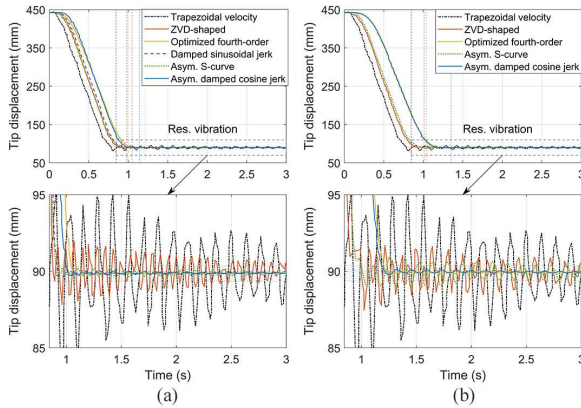 450
350
250
150
50
Tip displacement (mm)
Trapezoidal velocity
ZVD-shaped
Optimized fourth-order
Damped sinusoidal jerk
Asym. S-curve
Asym. damped cosine jerk
Res. vibration
0 0.5 1 1.5 2 2.5 3
95
90
85
Tip displacement (mm)
1 1.5 2 2.5 3
Time (s)
(a)
450
350
250
150
50
Tip displacement (mm)
Trapezoidal velocity
ZVD-shaped
Optimized fourth-order
Asym. S-curve
Asym. damped cosine jerk
Res. vibration
0 0.5 1 1.5 2 2.5 3
95
90
85
Tip displacement (mm)
1 1.5 2 2.5 3
Time (s)
(b)